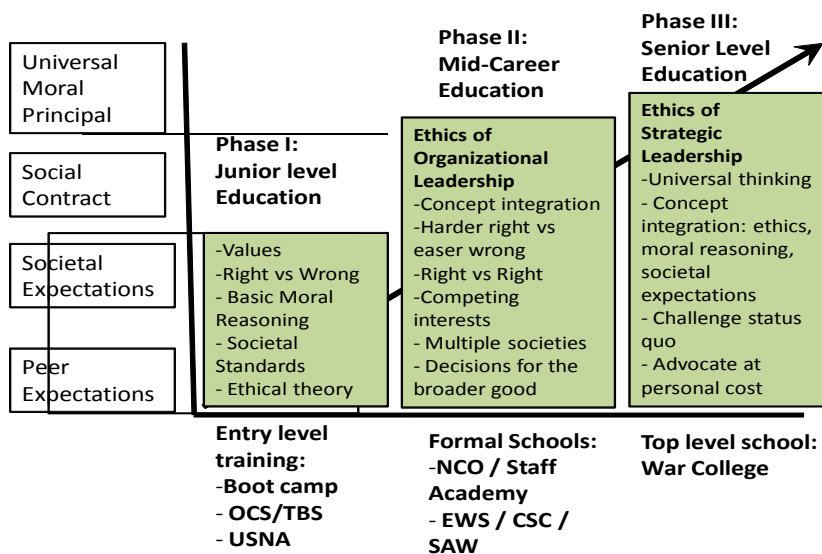 Universal
Moral
Principal
Social
Contract
Societal
Expectations
Peer
Expectations
Phase I:
Junior level
Education
-Values
-Right vs Wrong
- Basic Moral
Reasoning
- Societal
Standards
- Ethical theory
Entry level
training:
-Boot camp
- OCS/TBS
- USNA
Phase II:
Mid-Career
Education
Ethics of
Organizational
Leadership
-Concept integration
-Harder right vs
easer wrong
-Right vs Right
-Competing
interests
- Multiple societies
- Decisions for the
broader good
Formal Schools:
-NCO / Staff
Academy
- EWS / CSC /
SAW
Phase III:
Senior Level
Education
Ethics of
Strategic
Leadership
-Universal thinking
- Concept
integration: ethics,
moral reasoning,
societal
expectations
- Challenge status
quo
- Advocate at
personal cost
Top level school:
War College